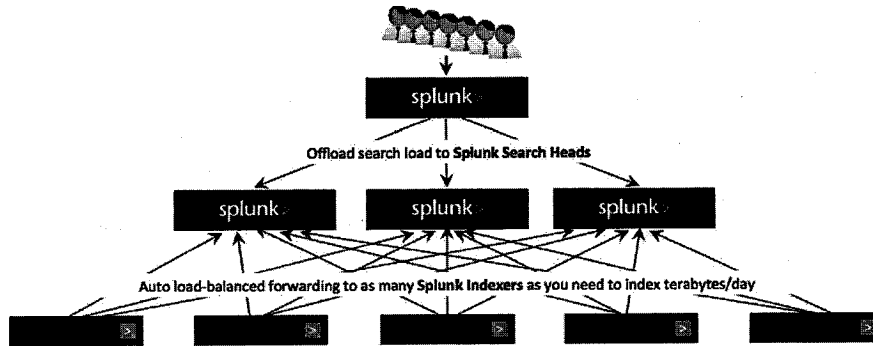 splunk>
Offload search load to Splunk Search Heads
splunk> splunk> splunk>
Auto load-balanced forwarding to as many Splunk Indexers as you need to index terabytes/day
> > > > >